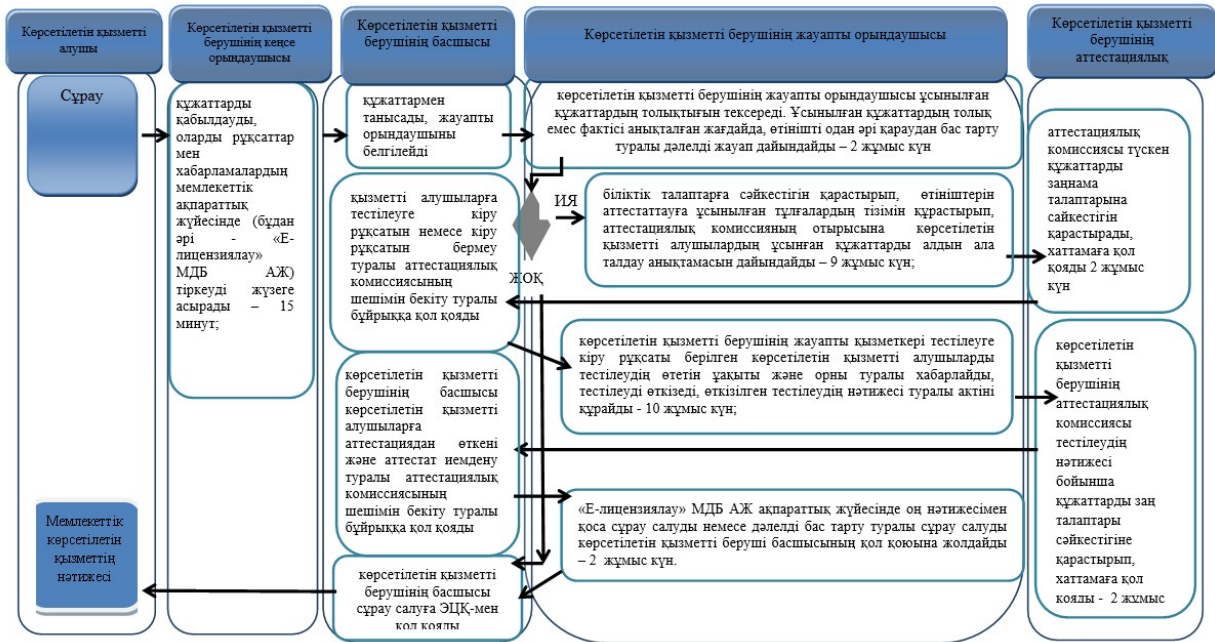 Көрсетілетін қызметті
алушы
Көрсетілетін қызметті
берушінің кеңсе
орындаушысы
Көрсетілетін қызметті
берушінің басшысы
Көрсетілетін қызметті берушінің жауапты орындаушысы
Көрсетілетін қызметті
берушінің
аттестациялық
Сұрау
құжаттарды
қабылдауды,
оларды рұқсаттар
мен
хабарламалардың
мемлекеттік
ақпараттық
жүйесінде (бұдан
әрі - «Е-
лицензиялау»
МДБ АЖ)
тіркеуді жүзеге
асырады – 15
минут;
құжаттармен
танысады, жауапты
орындаушыны
белгілейді
көрсетілетін қызметті берушінің жауапты орындаушысы ұсынылған
құжаттардың толықтығын тексереді. Ұсынылған құжаттардың толық
емес фактісі анықталған жағдайда, өтінішті одан әрі қараудан бас тарту
туралы дәлелді жауап дайындайды – 2 жұмыс күн
аттестациялық
комиссиясы түскен
құжаттарды
заңнама
талаптарына
сайкестігін
қарастырады,
хаттамаға қол
қояды 2 жұмыс
күн
қызметті алушыларға
тестілеуге кіру
рұқсатын немесе кіру
рұқсатын бермеу
туралы аттестациялық
комиссиясының
шешімін бекіту туралы
бұйрыққа қол қояды
ИЯ
ЖОҚ
біліктік талаптарға сәйкестігін қарастырып, өтініштерін
аттестаттауға ұсынылған тұлғалардың тізімін құрастырып,
аттестациялық комиссияның отырысына көрсетілетін
қызметті алушылардың ұсынған құжаттарды алдын ала
талдау анықтамасын дайындайды – 9 жұмыс күн;
көрсетілетін қызметті берушінің жауапты қызметкері тестілеуге
кіру рұқсаты берілген көрсетілетін қызметті алушыларды
тестілеудің өтетін ұақыты және орны туралы хабарлайды,
тестілеуді өткізеді, өткізілген тестілеудің нәтижесі туралы актіні
құрайды - 10 жұмыс күн;
көрсетілетін
қызметті
берушінің
аттестациялық
комиссиясы
тестілеудің
нәтижесі
бойынша
құжаттарды заң
талаптары
сәйкестігіне
қарастырып,
хаттамаға қол
қояды - 2 жұмыс
көрсетілетін қызметті
берушінің басшысы
көрсетілетін қызметті
алушыларға
аттестациядан өткені
және аттестат иемдену
туралы аттестациялық
комиссиясының
шешімін бекіту туралы
бұйрыққа қол қояды
«Е-лицензиялау» МДБ АЖ ақпараттық жүйесінде оң нәтижесімен
қоса сұрау салуды немесе дәлелді бас тарту туралы сұрау салуды
көрсетілетін қызметті беруші басшысының қол қоюына жолдайды
– 2 жұмыс күн.
Мемлекеттік
көрсетілетін
қызметтің
нәтижесі
көрсетілетін қызметті
берушінің басшысы
сұрау салуға ЭЦҚ-мен
қол қояды